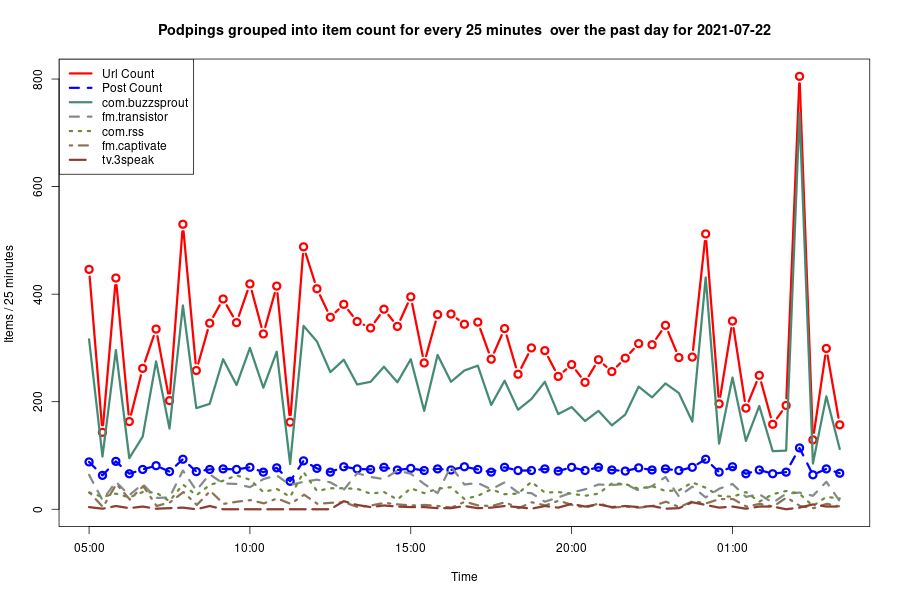 Podpings grouped into item count for every 25 minutes  over the past day for 2021-07-22
Url Count
Post Count
com.buzzsprout
fm.transistor
com.rss
fm.captivate
tv.3speak
Items / 25 minutes
800
600
400
200
0
05:00 10:00 15:00 20:00 01:00
Time